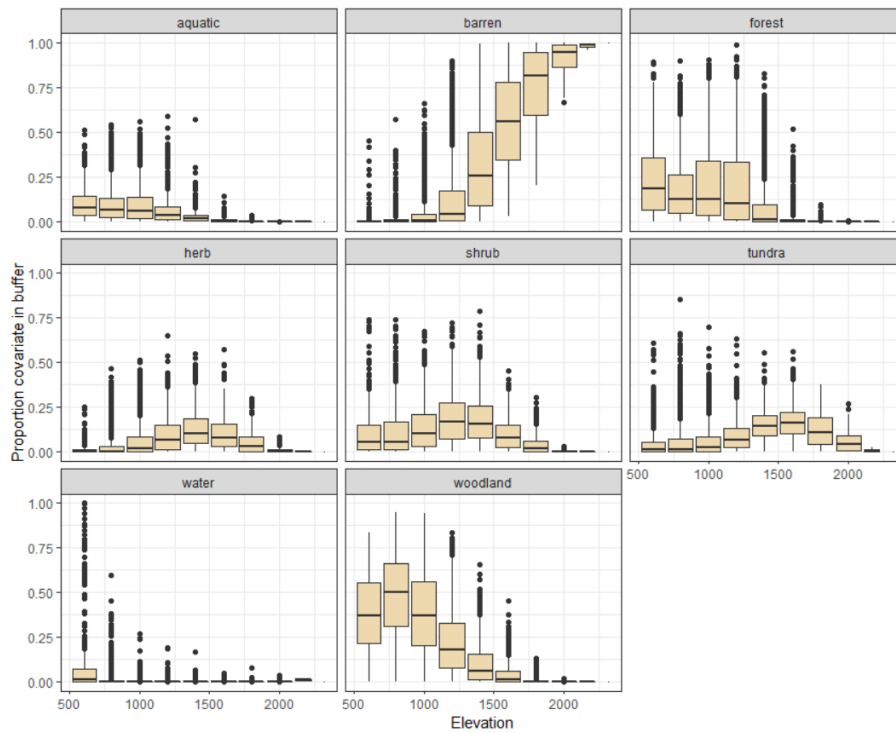 aquatic barren forest
1.00
0.75
0.50
0.25
0.00
herb shrub tundra
1.00
0.75
0.50
0.25
0.00
500 1000 1500 2000
water woodland
1.00
0.75
0.50
0.25
0.00
500 1000 1500 2000 500 1000 1500 2000
Elevation
Proportion covariate in buffer